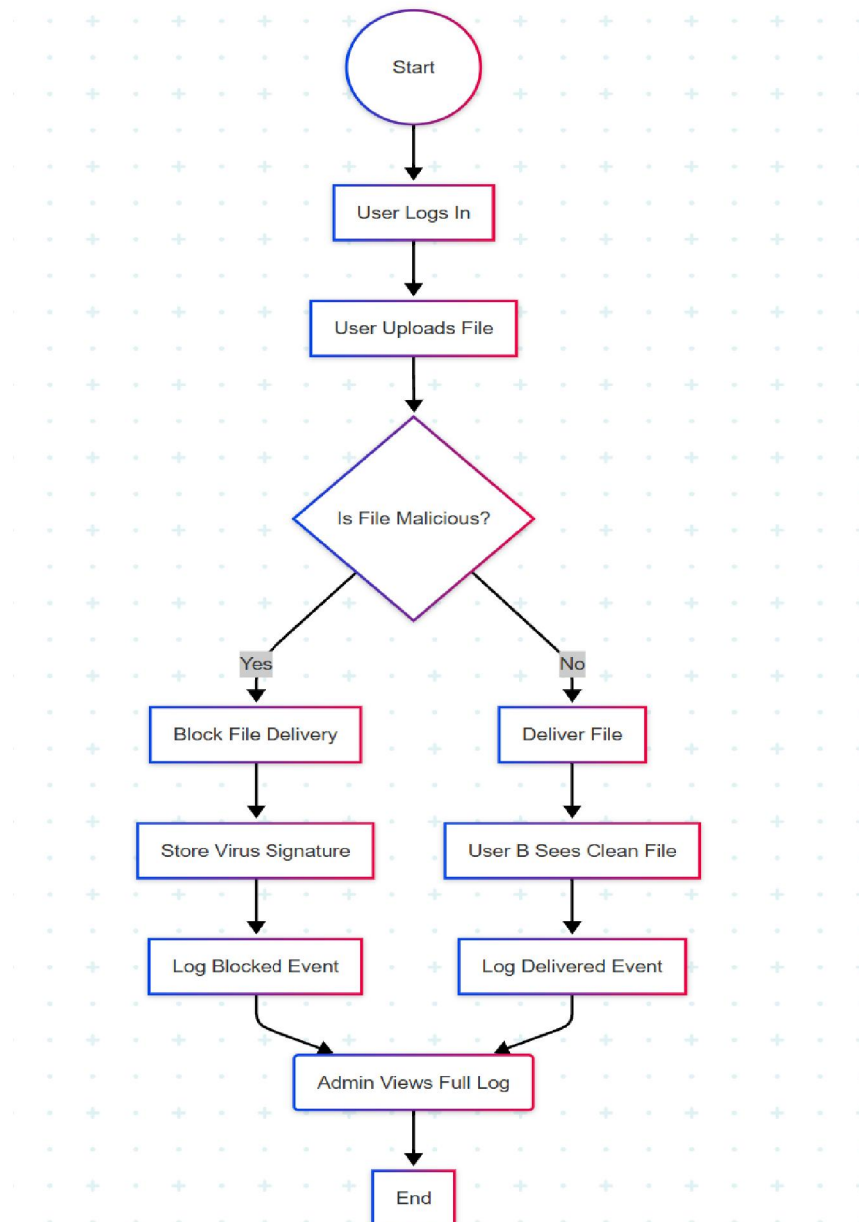 Start
User Logs In
User Uploads File
Is File Malicious?
Yes
No
Block File Delivery
Deliver File
Store Virus Signature
User B Sees Clean File
Log Blocked Event
Log Delivered Event
Admin Views Full Log
End